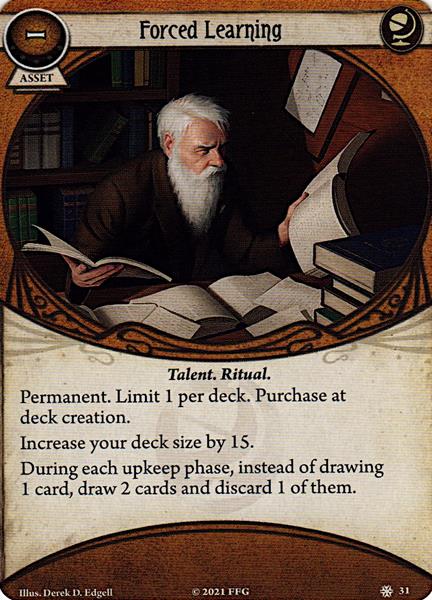 Forced Learning
ASSET
Talent. Ritual.
Permanent. Limit 1 per deck. Purchase at
deck creation.
Increase your deck size by 15.
During each upkeep phase, instead of drawing
1 card, draw 2 cards and discard 1 of them.
Illus. Derek D. Edgell
© 2021 FFG
31